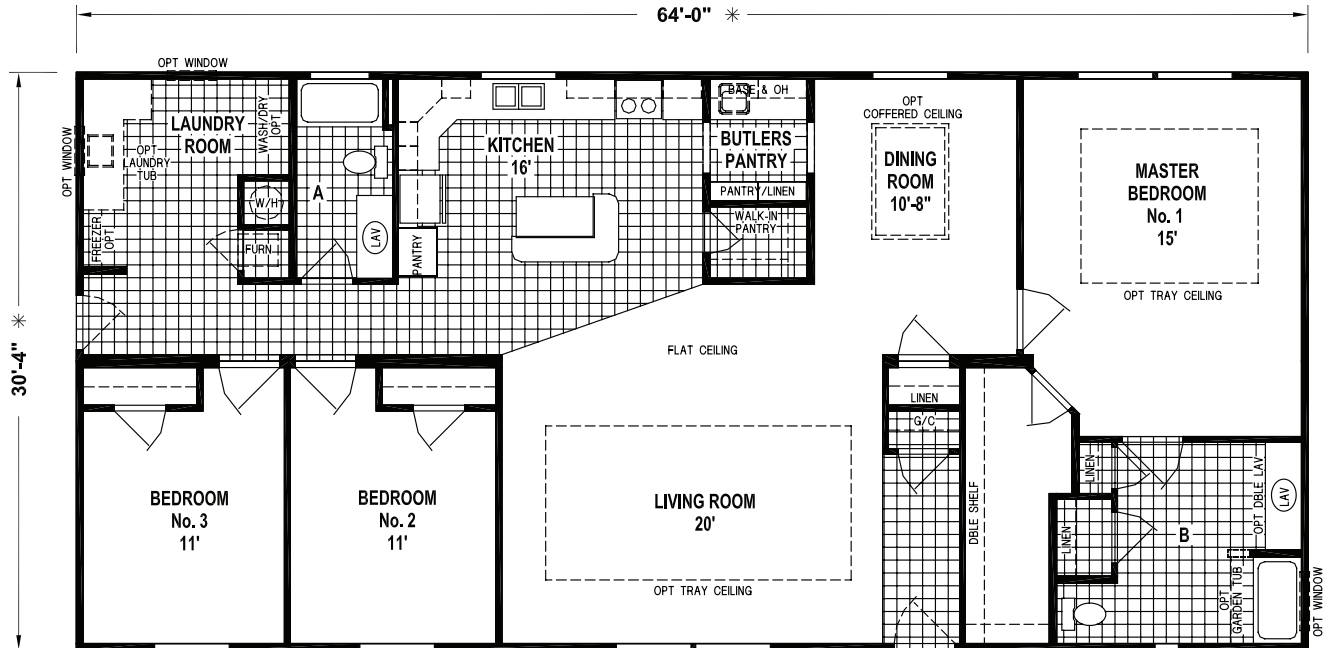 64'-0" *
30'-4" *
OPT WINDOW
OPT WINDOW
LAUNDRY
ROOM
WASH/DRY
OPT
OPT
LAUNDRY
TUB
W/H
FREEZER
OPT
FURN
A
LAV
KITCHEN
16'
PANTRY
BASE & OH
BUTLERS
PANTRY
PANTRY/LINEN
WALK-IN
PANTRY
OPT
COFFERED CEILING
DINING
ROOM
10'-8"
MASTER
BEDROOM
No. 1
15'
OPT TRAY CEILING
FLAT CEILING
BEDROOM
No. 3
11'
BEDROOM
No. 2
11'
LIVING ROOM
20'
OPT TRAY CEILING
LINEN
G/C
DBLE SHELF
LINEN
LINEN
B
OPT DBLE LAV
LAV
OPT
GARDEN TUB
OPT WINDOW